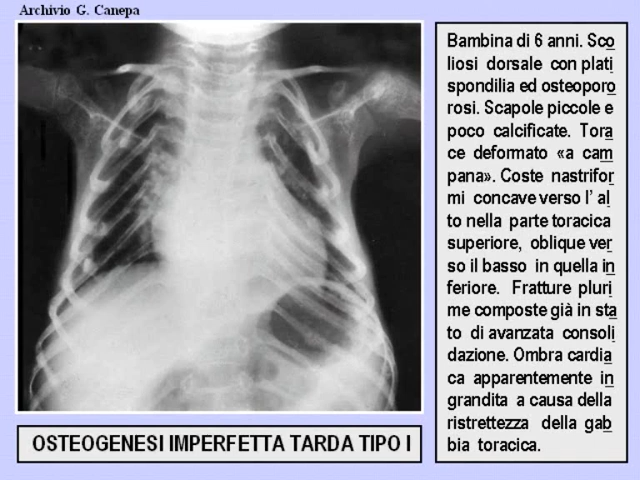 Archivio G. Canepa
Bambina di 6 anni. Sco
liosi dorsale con plati
spondilia ed osteoporo
rosi. Scapole piccole e
poco calcificate. Tora
ce deformato «a cam
pana». Coste nastrifor
mi concave verso l' al
to nella parte toracica
superiore, oblique ver
so il basso in quella in
feriore. Fratture pluri
me composte già in sta
to di avanzata consoli
dazione. Ombra cardia
ca apparentemente in
grandita a causa della
ristrettezza della gab
bia toracica.
OSTEOGENESI IMPERFETTA TARDA TIPO I